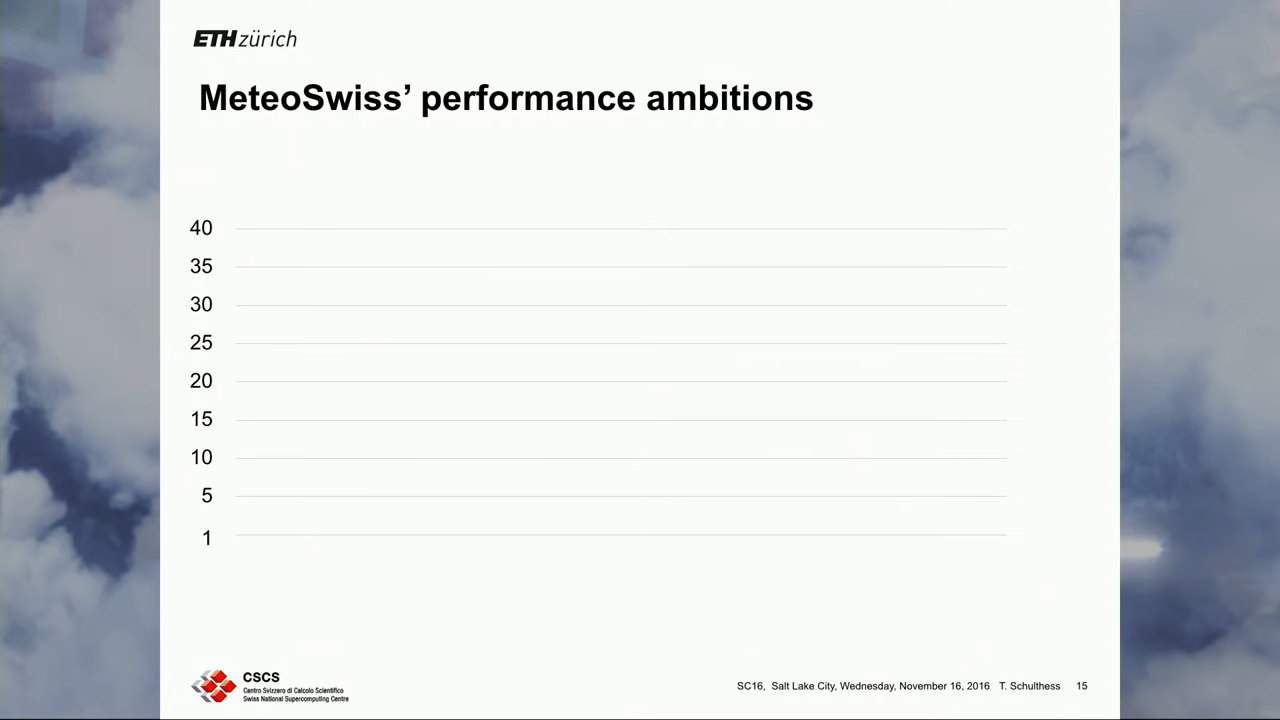 ETH zürich
MeteoSwiss’ performance ambitions
40
35
30
25
20
15
10
5
1
CSCS
Centro Svizzero di Calcolo Scientifico
Swiss National Supercomputing Centre
SC16, Salt Lake City, Wednesday, November 16, 2016 T. Schulthess 15